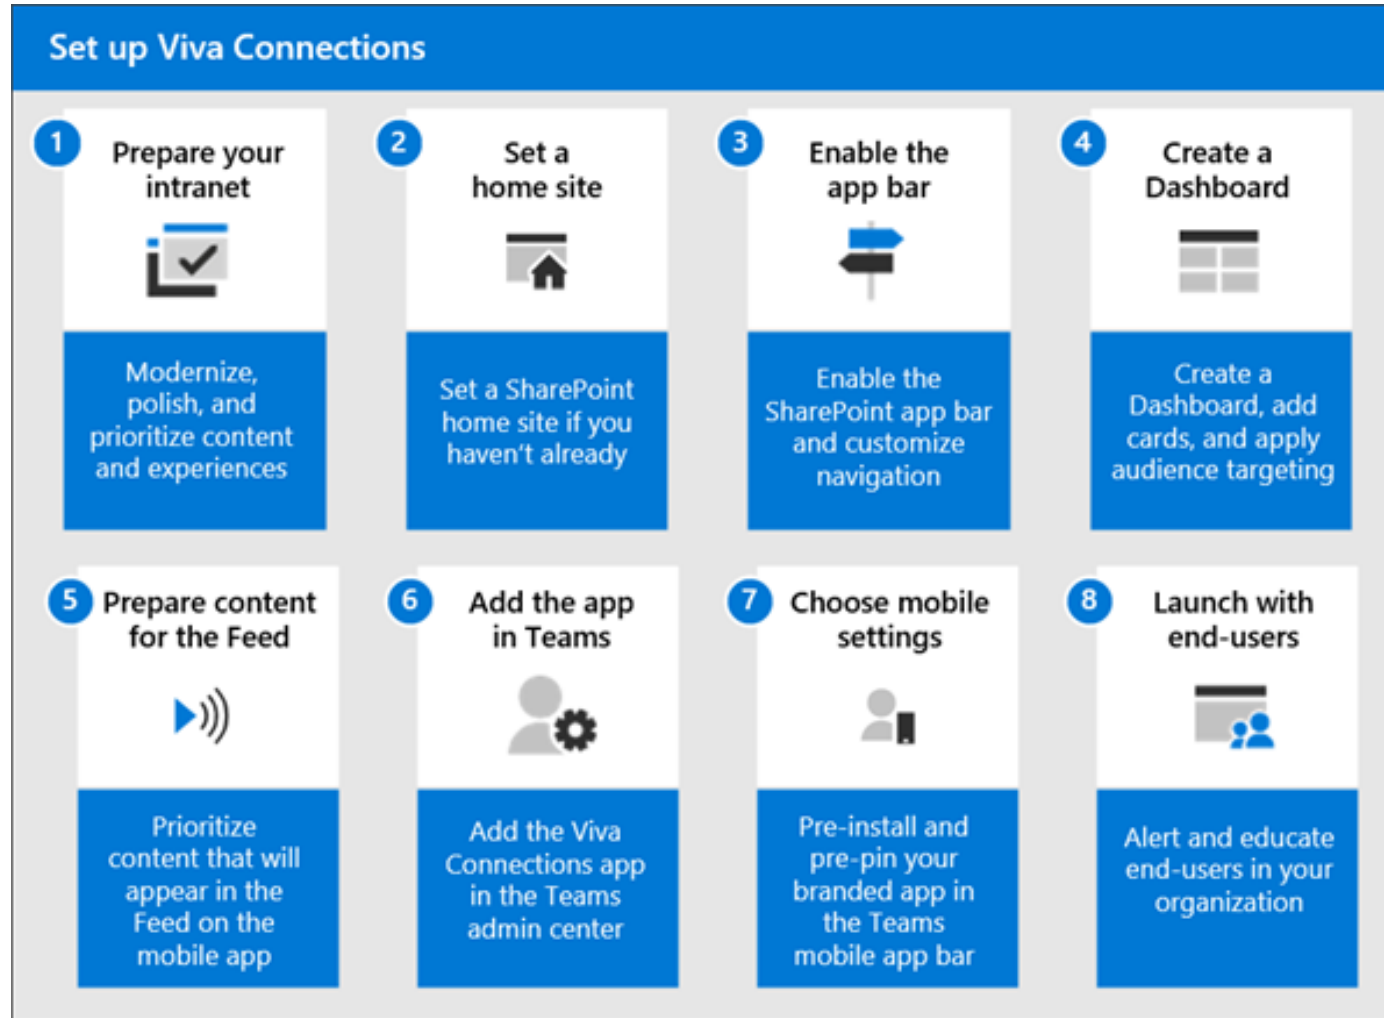 Set up Viva Connections
1
Prepare your
intranet
Modernize,
polish, and
prioritize content
and experiences
2
Set a
home site
Set a SharePoint
home site if you
haven't already
3
Enable the
app bar
Enable the
SharePoint app bar
and customize
navigation
4
Create a
Dashboard
Create a
Dashboard, add
cards, and apply
audience targeting
5
Prepare content
for the Feed
Prioritize
content that will
appear in the
Feed on the
mobile app
6
Add the app
in Teams
Add the Viva
Connections app
in the Teams
admin center
7
Choose mobile
settings
Pre-install and
pre-pin your
branded app in
the Teams
mobile app bar
8
Launch with
end-users
Alert and educate
end-users in your
organization